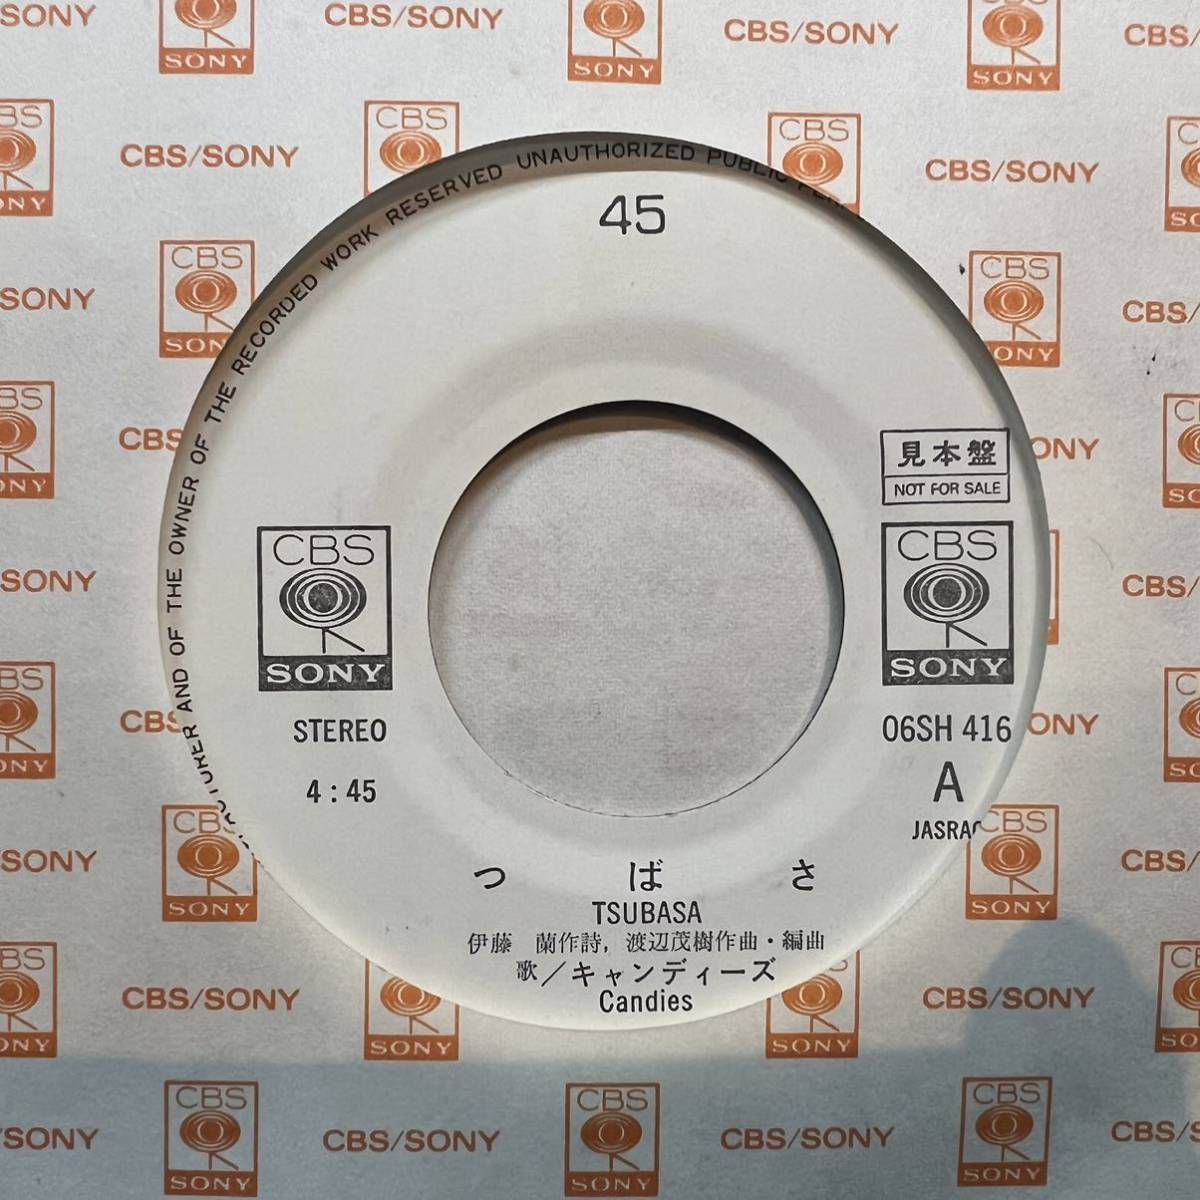 TURER AND OF THE OWNER OF THE RECORDED WORK RESERVED UNAUTHORIZED PUBLIC
45
見本盤
NOT FOR SALE
CBS
SONY
CBS
SONY
STEREO
06SH 416
4:45
A
JASRAC
つばさ
TSUBASA
伊藤 蘭作詩, 渡辺茂樹作曲・編曲
歌/キャンディーズ
Candies
CBS/SONY
CBS
SONY